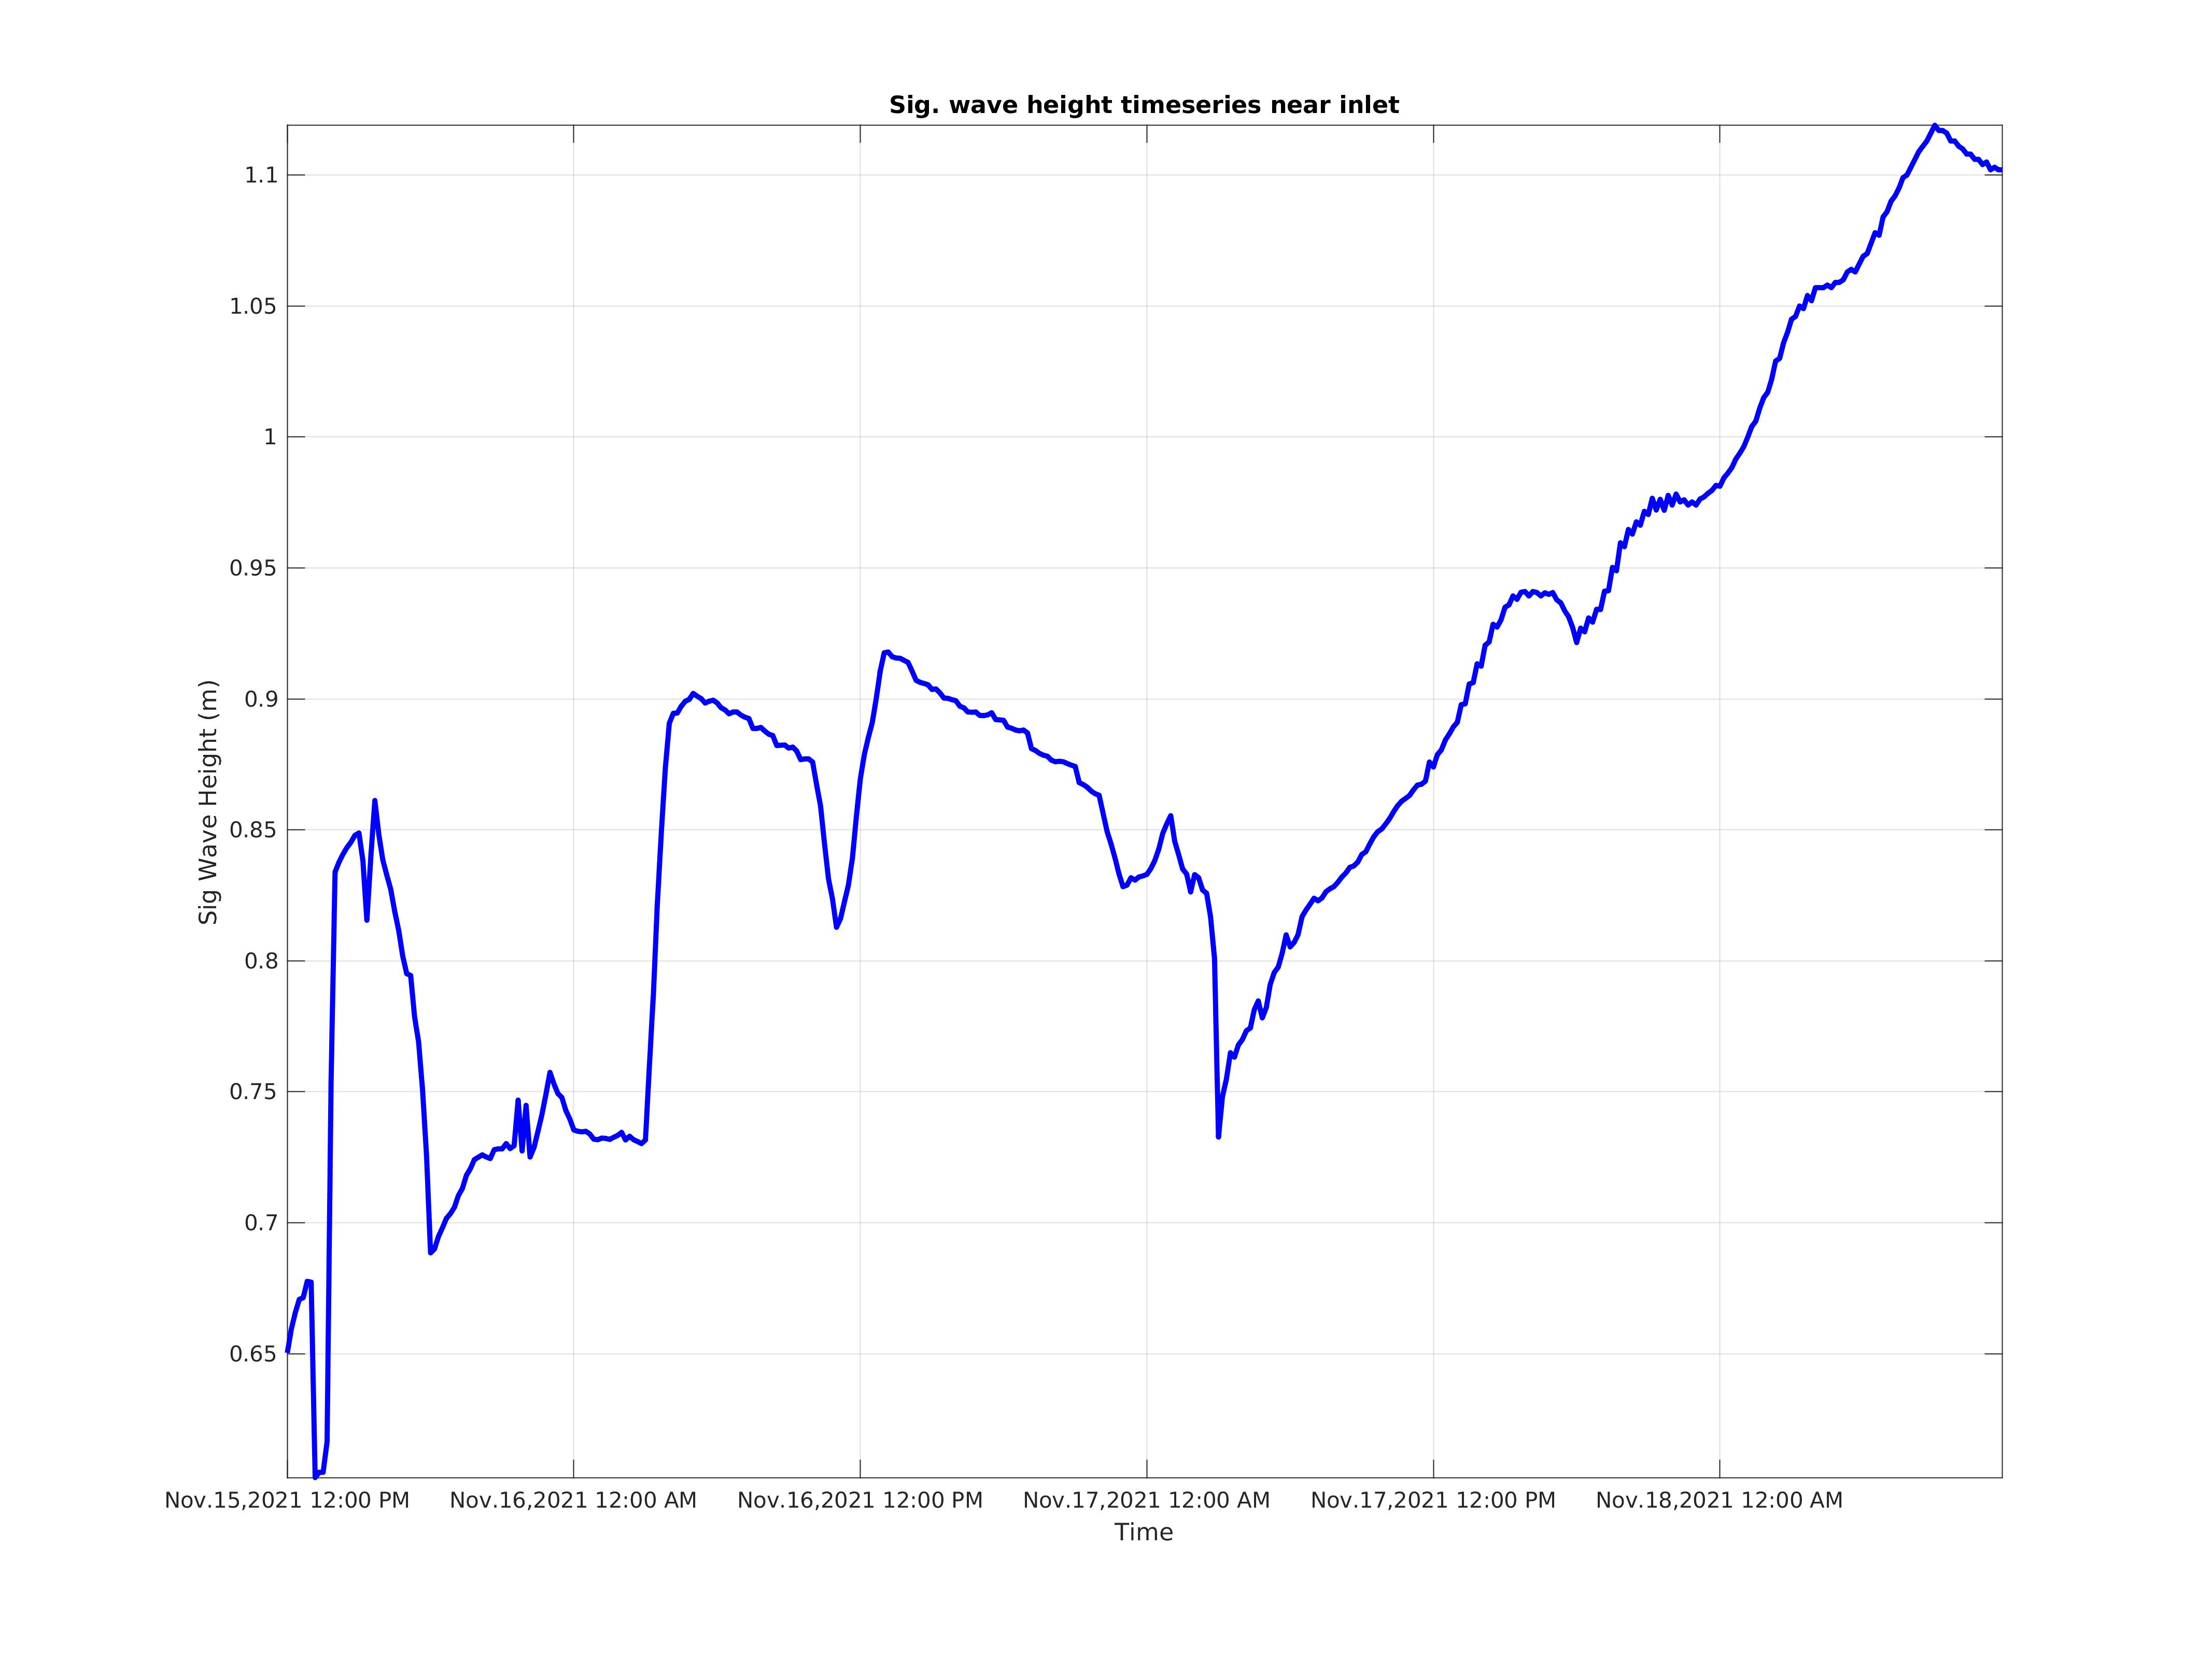 Sig. wave height timeseries near inlet
1.1
1.05
1
0.95
0.9
0.85
0.8
0.75
0.7
0.65
Sig Wave Height (m)
Nov.15,2021 12:00 PM Nov.16,2021 12:00 AM Nov.16,2021 12:00 PM Nov.17,2021 12:00 AM Nov.17,2021 12:00 PM Nov.18,2021 12:00 AM
Time